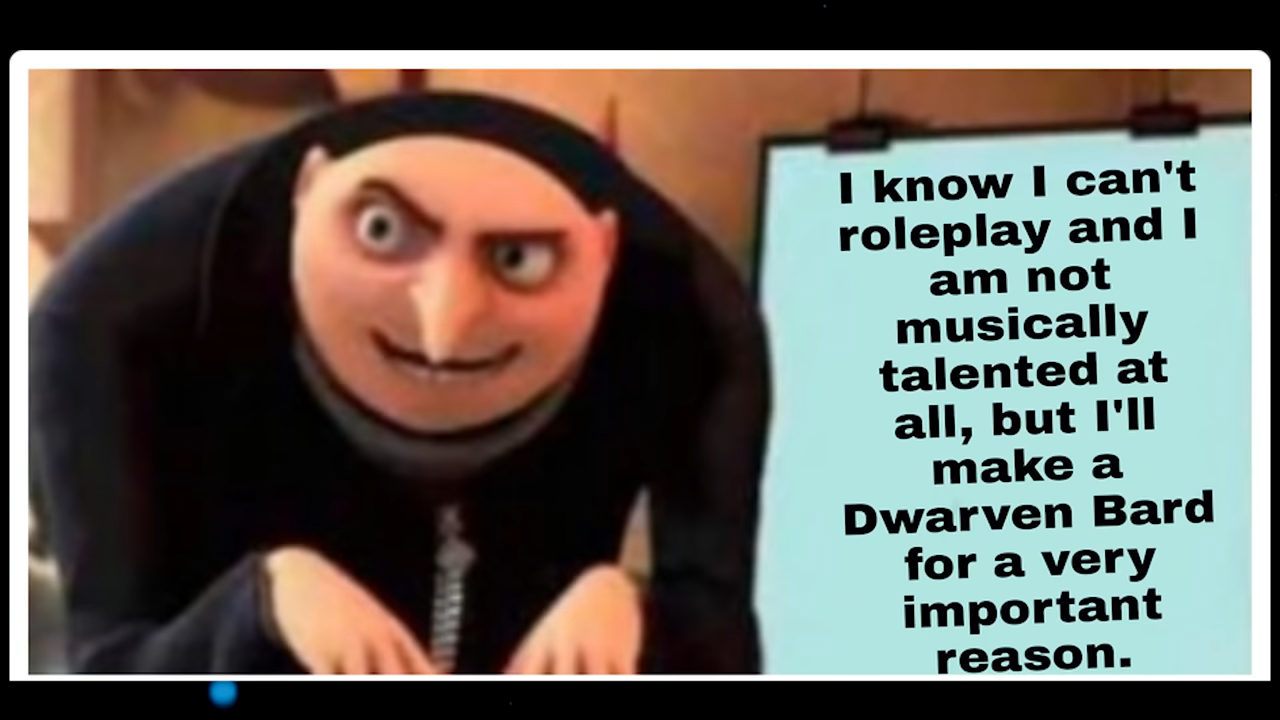 I know I can't
roleplay and I
am not
musically
talented at
all, but I'll
make a
Dwarven Bard
for a very
important
reason.